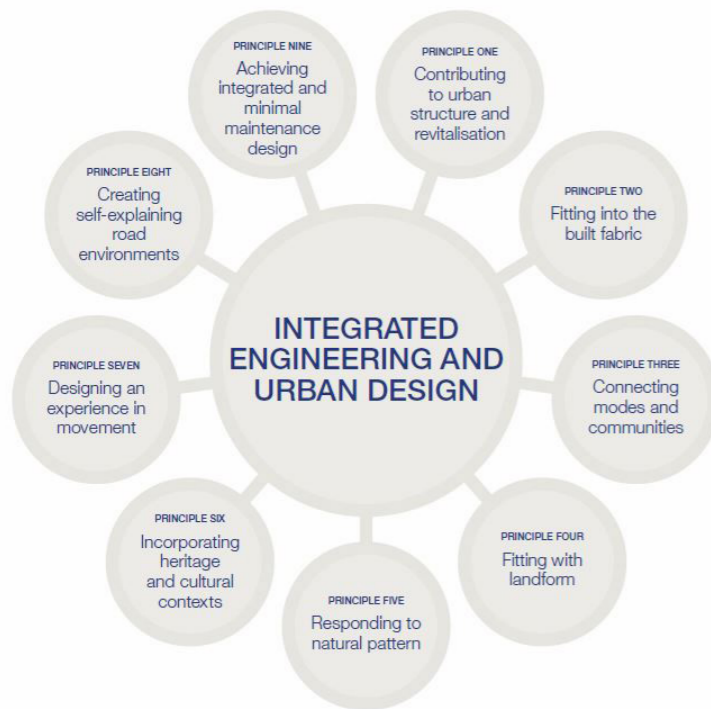 INTEGRATED
ENGINEERING AND
URBAN DESIGN
PRINCIPLE ONE
Contributing
to urban
structure and
revitalisation
PRINCIPLE TWO
Fitting into the
built fabric
PRINCIPLE THREE
Connecting
modes and
communities
PRINCIPLE FOUR
Fitting with
landform
PRINCIPLE FIVE
Responding to
natural pattern
PRINCIPLE SIX
Incorporating
heritage
and cultural
contexts
PRINCIPLE SEVEN
Designing an
experience in
movement
PRINCIPLE EIGHT
Creating
self-explaining
road
environments
PRINCIPLE NINE
Achieving
integrated and
minimal
maintenance
design